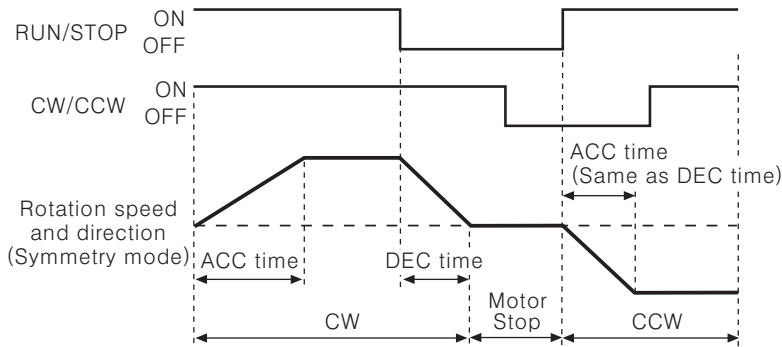 RUN/STOP
ON
OFF
CW/CCW
ON
OFF
ACC time
(Same as DEC time)
Rotation speed
and direction
(Symmetry mode)
ACC time
DEC time
CW
Motor
Stop
CCW